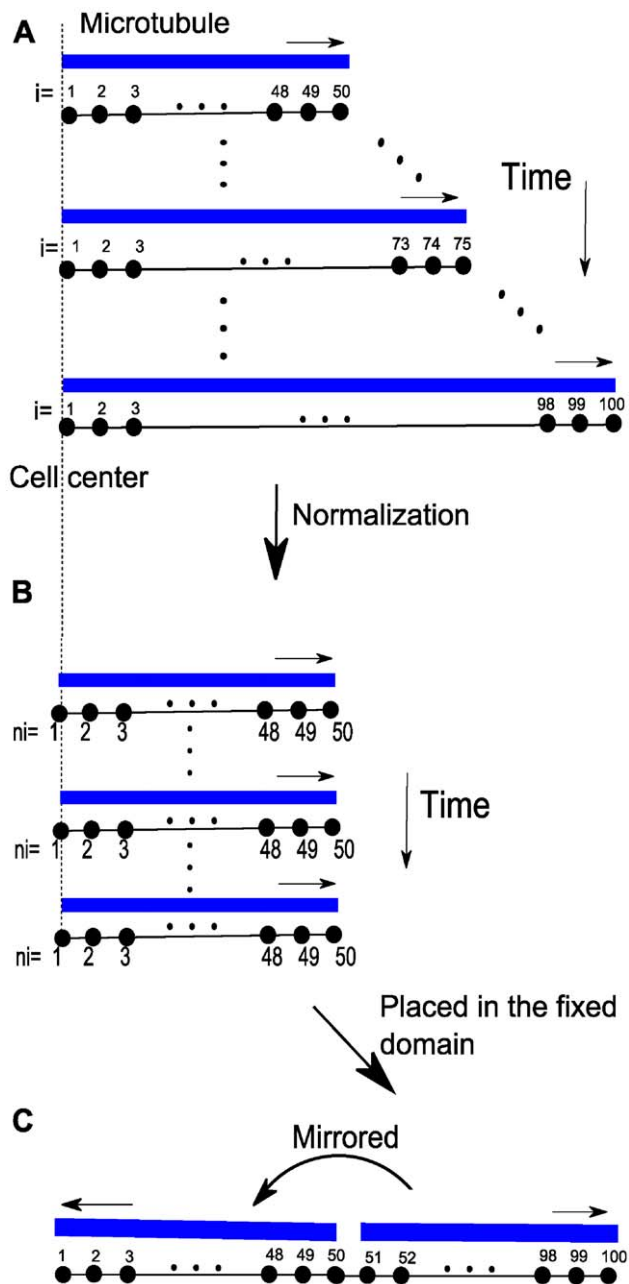 A
Microtubule
i= 1 2 3 48 49 50
Time
i= 1 2 3 73 74 75
i= 1 2 3 98 99 100
Cell center
Normalization
B
ni= 1 2 3 48 49 50
Time
ni= 1 2 3 48 49 50
ni= 1 2 3 48 49 50
Placed in the fixed
domain
C
Mirrored
1 2 3 48 49 50 51 52 98 99 100